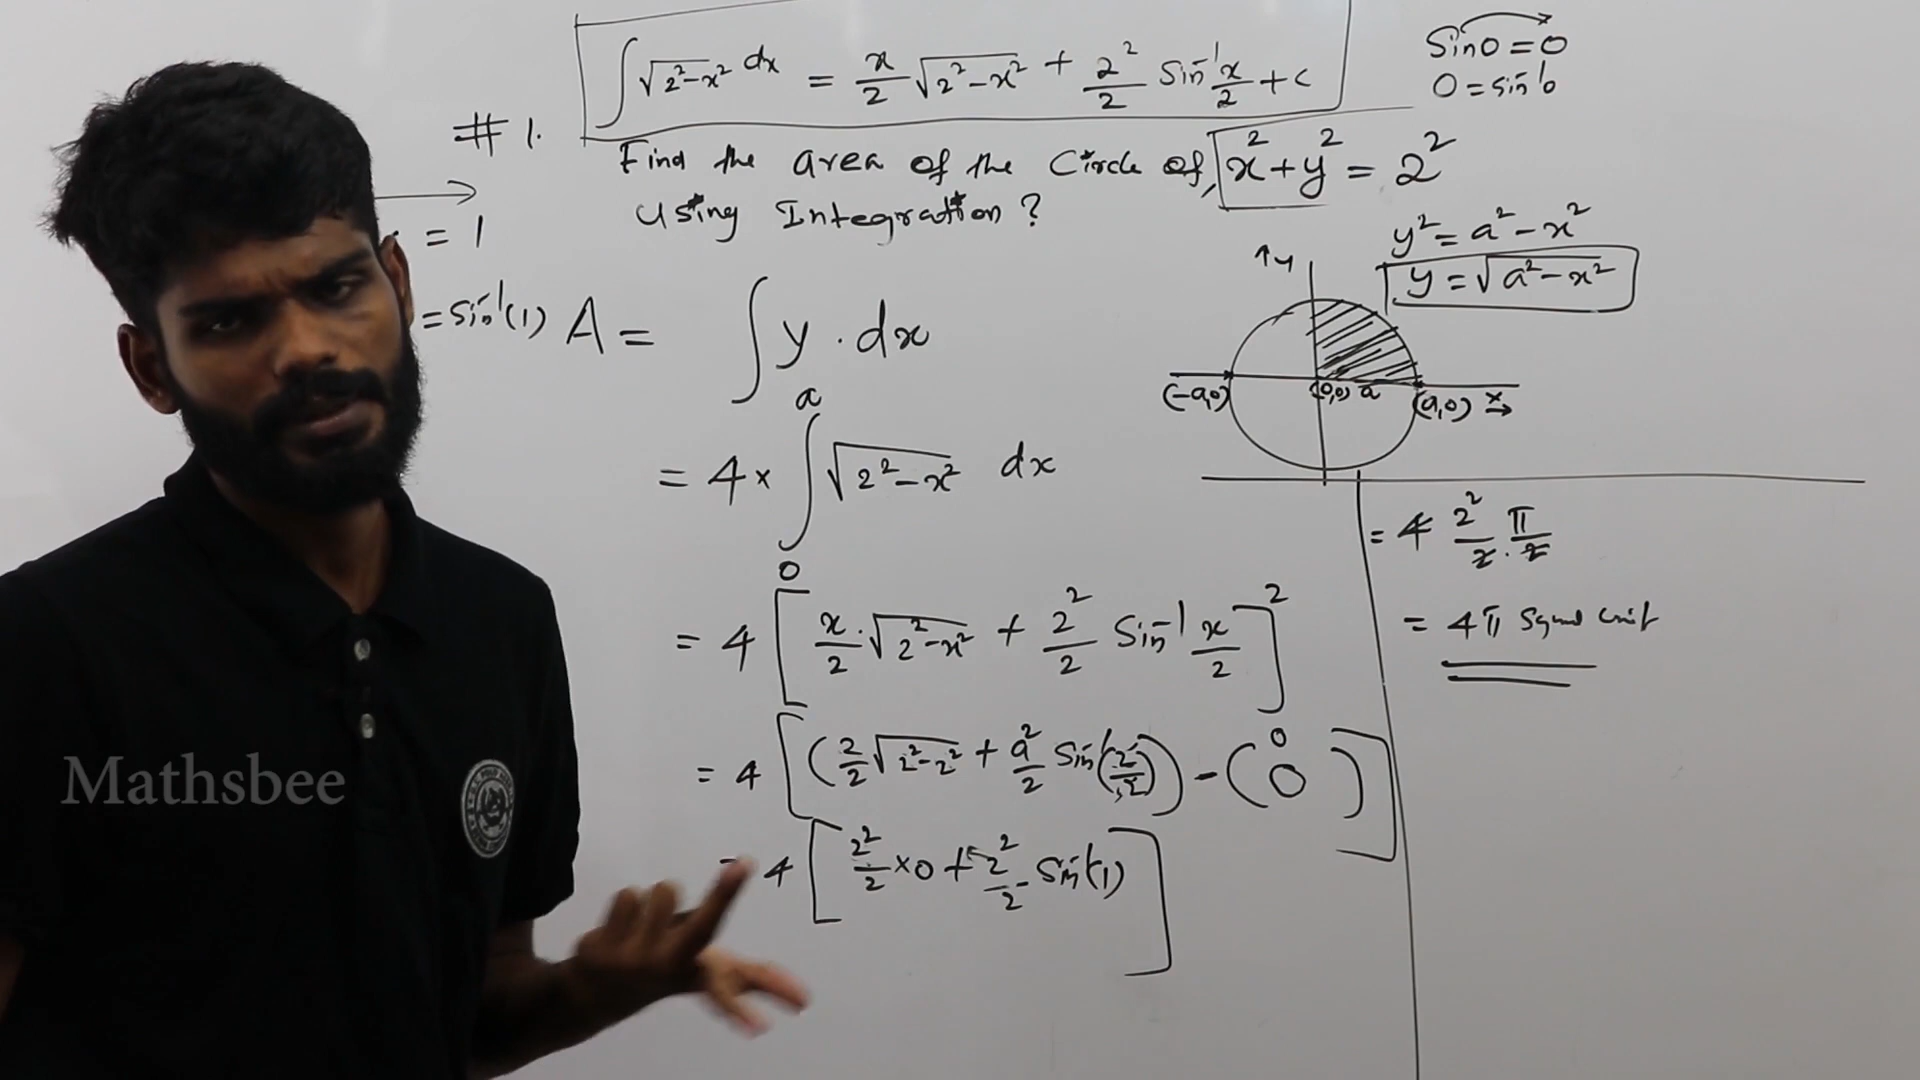 ∫√2²-x² dx = x/2 √2²-x² + 2²/2 Sin⁻¹ x/2 + c
Sin0 = 0
0 = sin⁻¹0
# 1.
Find the area of the Circle of, x²+y² = 2²
Using Integration?
= 1
= Sin⁻¹(1)
y² = a²-x²
y = √a²-x²
↑y
(-a,0) (0,0) a (a,0) x→
A = ∫ y . dx
= 4 × ∫₀ᵃ √2²-x² dx
= 4 [ x/2 . √2²-x² + 2²/2 Sin⁻¹ x/2 ]²
= 4 [ ( 2/2 √2²-2² + a²/2 Sin⁻¹(2/2) ) - ( 0 0 ) ]
= 4 [ 2²/2 × 0 + 2²/2 Sin⁻¹(1) ]
= 4 2²/2 . π/2
= 4π
Mathsbee